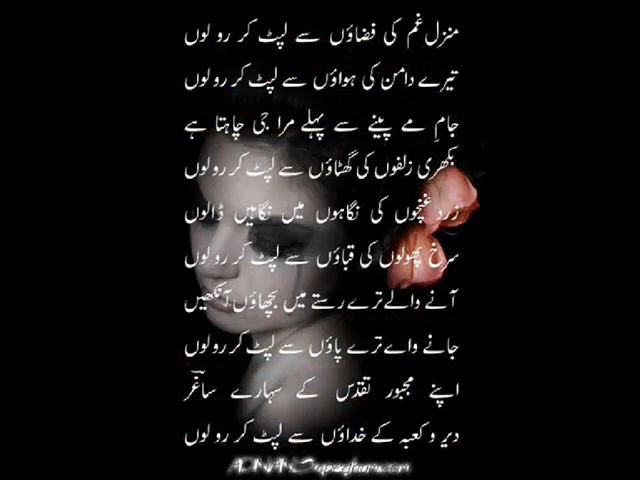 منزل غم کی فضاؤں سے لپٹ کر رو لوں
تیرے دامن کی ہواؤں سے لپٹ کر رو لوں
جامِ مے پینے سے پہلے مرا جی چاہتا ہے
بکھری زلفوں کی گھٹاؤں سے لپٹ کر رو لوں
زرد غنچوں کی نگاہوں میں نگاہیں ڈالوں
سرخ پھولوں کی قباؤں سے لپٹ کر رو لوں
آنے والے ترے رستے میں بچھاؤں آنکھیں
جانے واے ترے پاؤں سے لپٹ کر رو لوں
اپنے مجبور تقدّس کے سہارے ساغر
دیر و کعبہ کے خداؤں سے لپٹ کر رو لوں